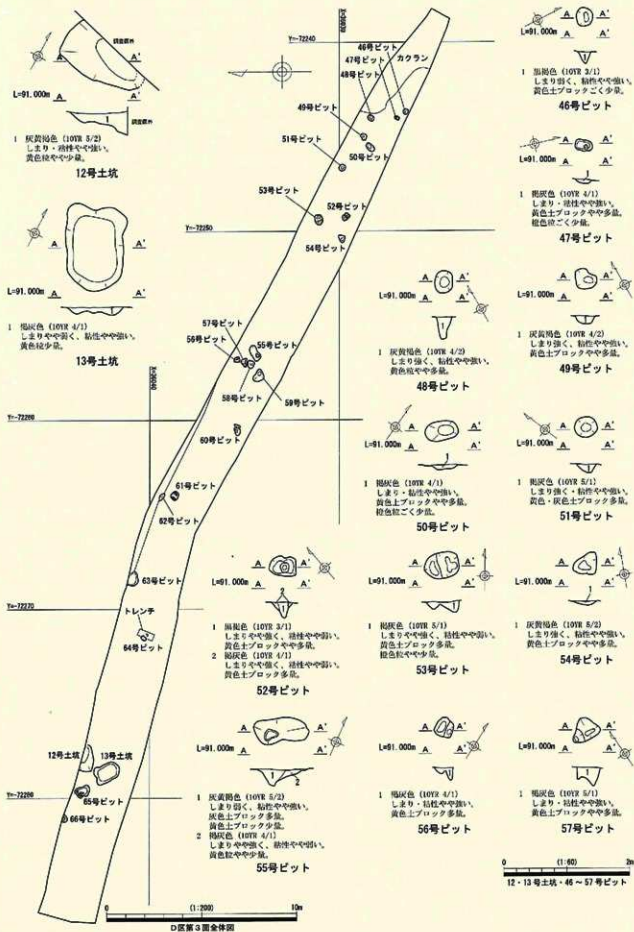 調査区外
A A'
L=91.000m A A'
1
調査区外
1 灰黄褐色 (10YR 5/2)
しまり・粘性やや強い。
黄色粒やや少量。
12号土坑
A A'
L=91.000m A A'
1 褐灰色 (10YR 4/1)
しまりやや弱く、粘性やや強い。
黄色粒少量。
13号土坑
Y=-72240
カクラン
46号ピット
47号ピット
48号ピット
49号ピット
50号ピット
51号ピット
52号ピット
53号ピット
Y=-72250
54号ピット
57号ピット
56号ピット
55号ピット
58号ピット
59号ピット
Y=-72260
60号ピット
61号ピット
62号ピット
63号ピット
Y=-72270
トレンチ
64号ピット
12号土坑
13号土坑
65号ピット
Y=-72280
66号ピット
0 (1:200) 10m
D区第3面全体図
A A'
L=91.000m A A'
1
1 黒褐色 (10YR 3/1)
しまり弱く、粘性やや強い。
黄色土ブロックごく少量。
46号ピット
A A'
L=91.000m A A'
1
1 褐灰色 (10YR 4/1)
しまり・粘性やや強い。
黄色土ブロックやや多量。
橙色粒ごく少量。
47号ピット
A A'
L=91.000m A A'
1
1 灰黄褐色 (10YR 4/2)
しまり強く、粘性やや強い。
黄色粒やや多量。
48号ピット
A A'
L=91.000m A A'
1
1 灰黄褐色 (10YR 4/2)
しまり強く、粘性やや強い。
黄色土ブロックやや多量。
49号ピット
A A'
L=91.000m A A'
1
1 褐灰色 (10YR 4/1)
しまり・粘性やや強い。
黄色土ブロックやや多量。
橙色粒ごく少量。
50号ピット
A A'
L=91.000m A A'
1
1 褐灰色 (10YR 5/1)
しまり強く・粘性やや強い。
黄色・灰色土ブロック多量。
51号ピット
A A'
L=91.000m A A'
2
1
1 黒褐色 (10YR 3/1)
しまりやや強く、粘性やや弱い。
黄色土ブロックやや多量。
2 褐灰色 (10YR 4/1)
しまりやや強く、粘性やや弱い。
黄色土ブロック多量。
52号ピット
A A'
L=91.000m A A'
1
1 褐灰色 (10YR 5/1)
しまりやや強く、粘性やや強い。
黄色土ブロック多量。
橙色粒やや少量。
53号ピット
A A'
L=91.000m A A'
1
1 灰黄褐色 (10YR 5/2)
しまり強く、粘性やや強い。
黄色土ブロックやや多量。
54号ピット
A A'
L=91.000m A A'
1
2
1 灰黄褐色 (10YR 5/2)
しまり弱く、粘性やや強い。
灰色土ブロック多量。
黄色土ブロック少量。
2 褐灰色 (10YR 4/1)
しまりやや強く、粘性やや弱い。
黄色粒やや少量。
55号ピット
A A'
L=91.000m A A'
1
1 褐灰色 (10YR 4/1)
しまり・粘性やや強い。
黄色土ブロック多量。
56号ピット
A A'
L=91.000m A A'
1
1 褐灰色 (10YR 5/1)
しまり強く、粘性やや強い。
黄色土ブロックやや多量。
57号ピット
0 (1:60) 2m
12・13号土坑・46～57号ピット